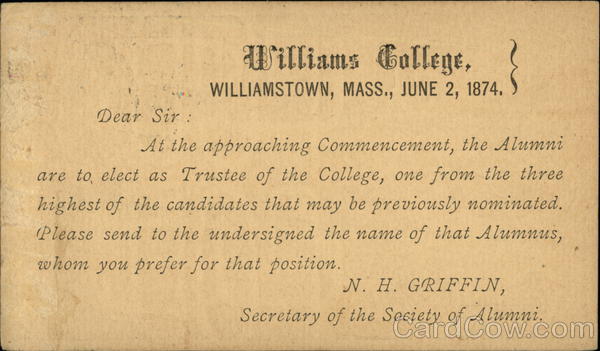 Williams College,
WILLIAMSTOWN, MASS., JUNE 2, 1874.
Dear Sir :
At the approaching Commencement, the Alumni
are to elect as Trustee of the College, one from the three
highest of the candidates that may be previously nominated.
Please send to the undersigned the name of that Alumnus,
whom you prefer for that position.
N. H. GRIFFIN,
Secretary of the Society of Alumni.
CardCow.com